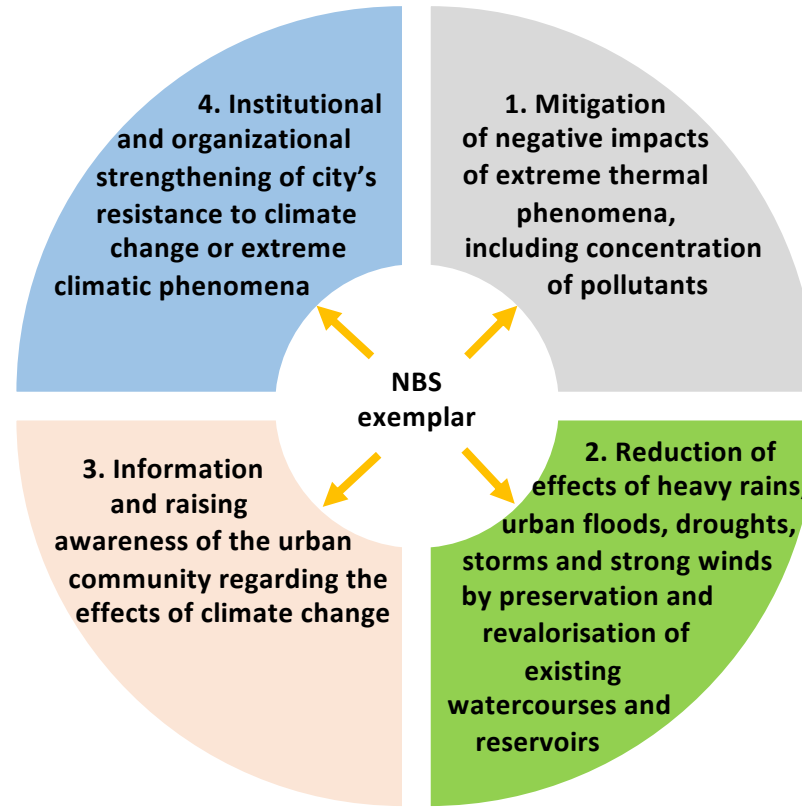 4. Institutional
and organizational
strengthening of city's
resistance to climate
change or extreme
climatic phenomena
1. Mitigation
of negative impacts
of extreme thermal
phenomena,
including concentration
of pollutants
NBS
exemplar
3. Information
and raising
awareness of the urban
community regarding the
effects of climate change
2. Reduction of
effects of heavy rains,
urban floods, droughts,
storms and strong winds
by preservation and
revalorisation of
existing
watercourses and
reservoirs